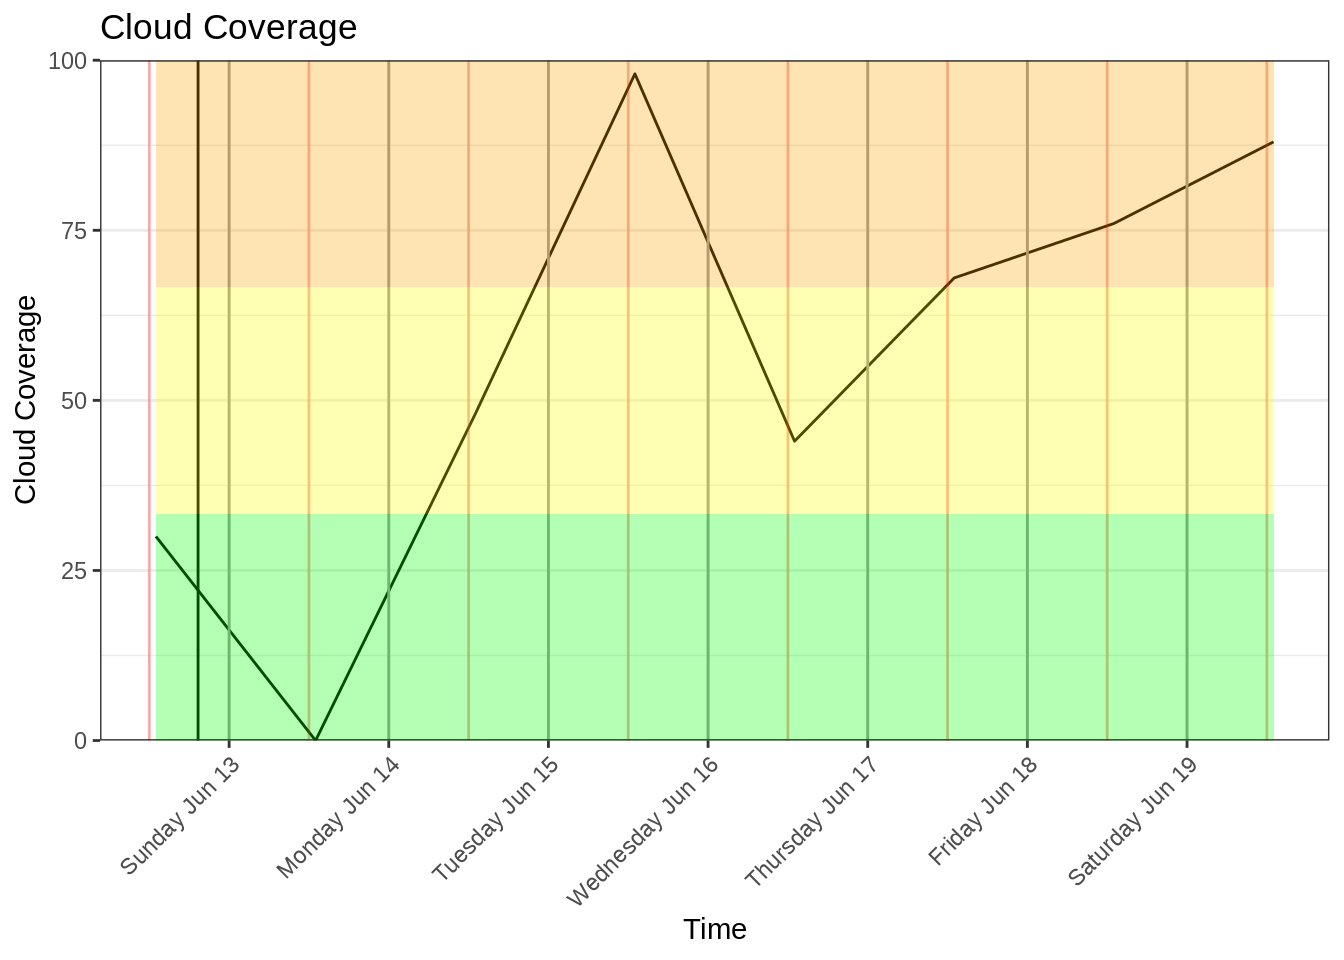 Cloud Coverage
100
75
50
25
0
Cloud Coverage
Sunday Jun 13
Monday Jun 14
Tuesday Jun 15
Wednesday Jun 16
Thursday Jun 17
Friday Jun 18
Saturday Jun 19
Time